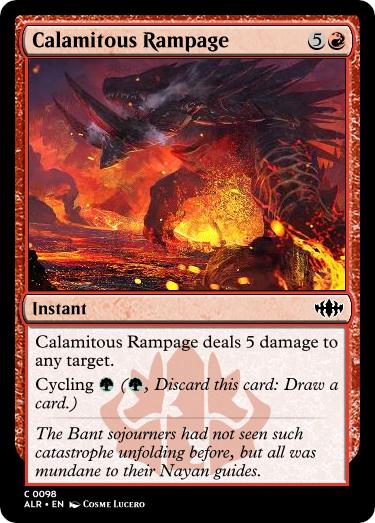 Calamitous Rampage 5
Instant
Calamitous Rampage deals 5 damage to
any target.
Cycling (, Discard this card: Draw a
card.)
The Bant sojourners had not seen such
catastrophe unfolding before, but all was
mundane to their Nayan guides.
C 0098
ALR • EN Cosme Lucero